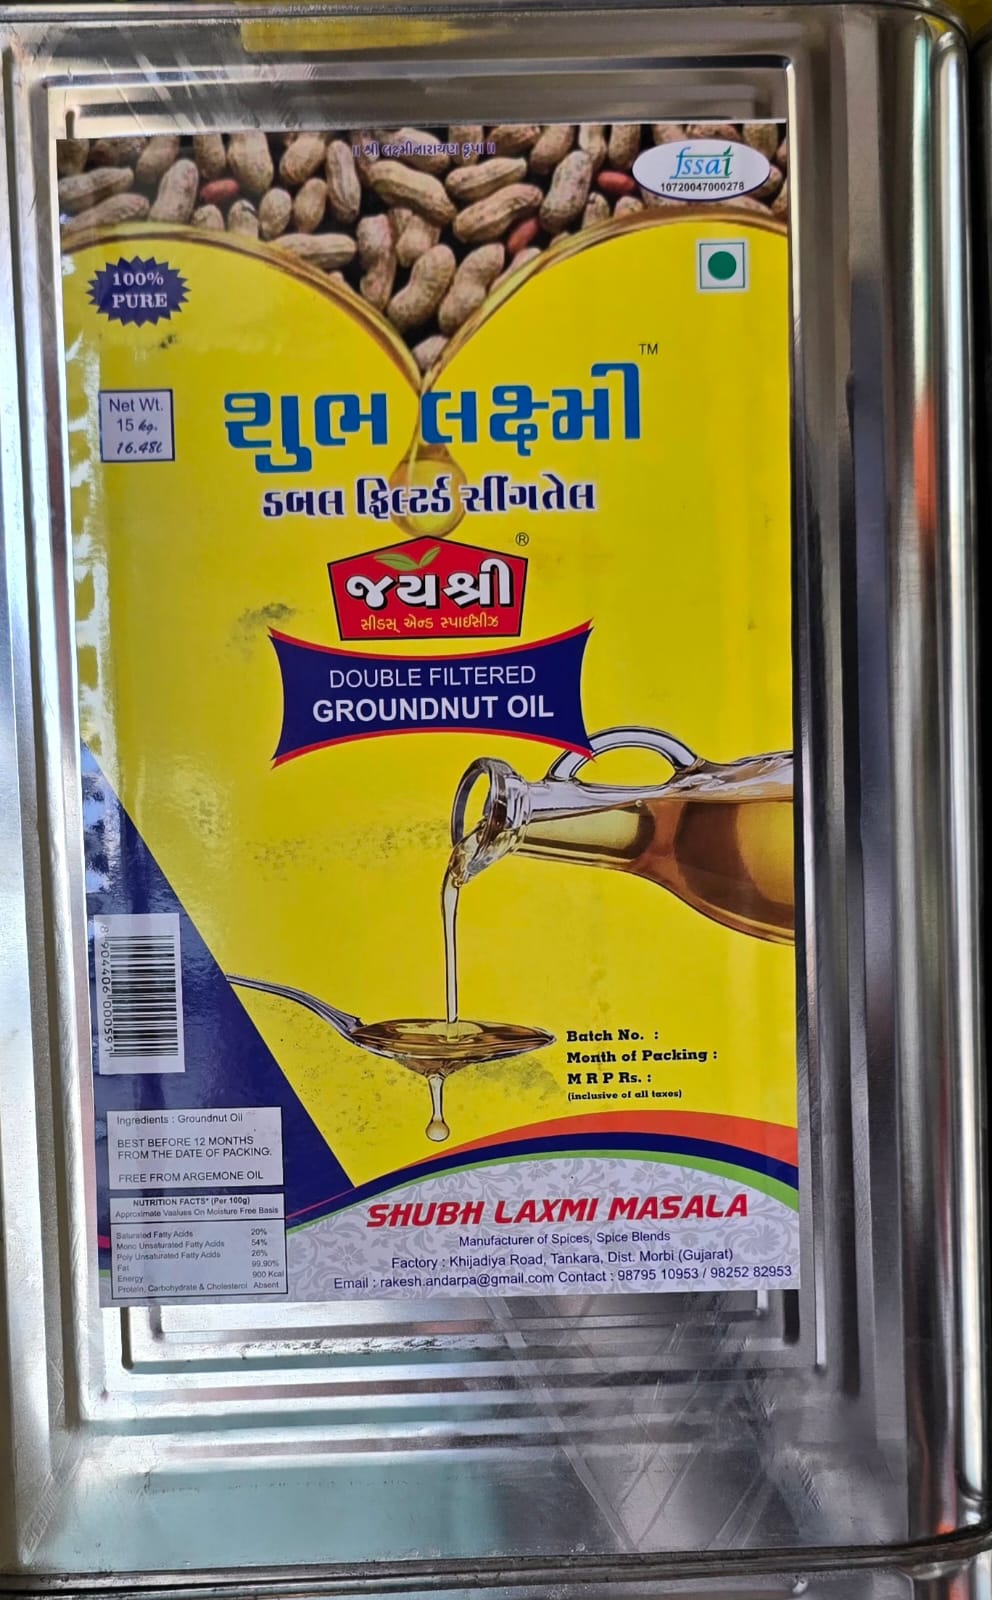 ॥ શ્રી લક્ષ્મીનારાયણ કૃપા ॥
fssai
10720047000278
100%
PURE
TM
Net Wt.
15 kg.
16.48l
શુભ લક્ષ્મી
ડબલ ફિલ્ટર્ડ સીંગતેલ
®
જયશ્રી
સીડસ્ એન્ડ સ્પાઈસીઝ
DOUBLE FILTERED
GROUNDNUT OIL
8 904406 000591
Batch No. :
Month of Packing :
M R P Rs. :
(inclusive of all taxes)
Ingredients : Groundnut Oil
BEST BEFORE 12 MONTHS
FROM THE DATE OF PACKING.
FREE FROM ARGEMONE OIL
NUTRITION FACTS* (Per 100g)
Approximate Vaalues On Moisture Free Basis
Saturated Fatty Acids 20%
Mono Unsaturated Fatty Acids 54%
Poly Unsaturated Fatty Acids 26%
Fat 99.90%
Energy 900 Kcal
Protein, Carbohydrate & Cholesterol Absent
SHUBH LAXMI MASALA
Manufacturer of Spices, Spice Blends
Factory : Khijadiya Road, Tankara, Dist. Morbi (Gujarat)
Email : rakesh.andarpa@gmail.com Contact : 98795 10953 / 98252 82953